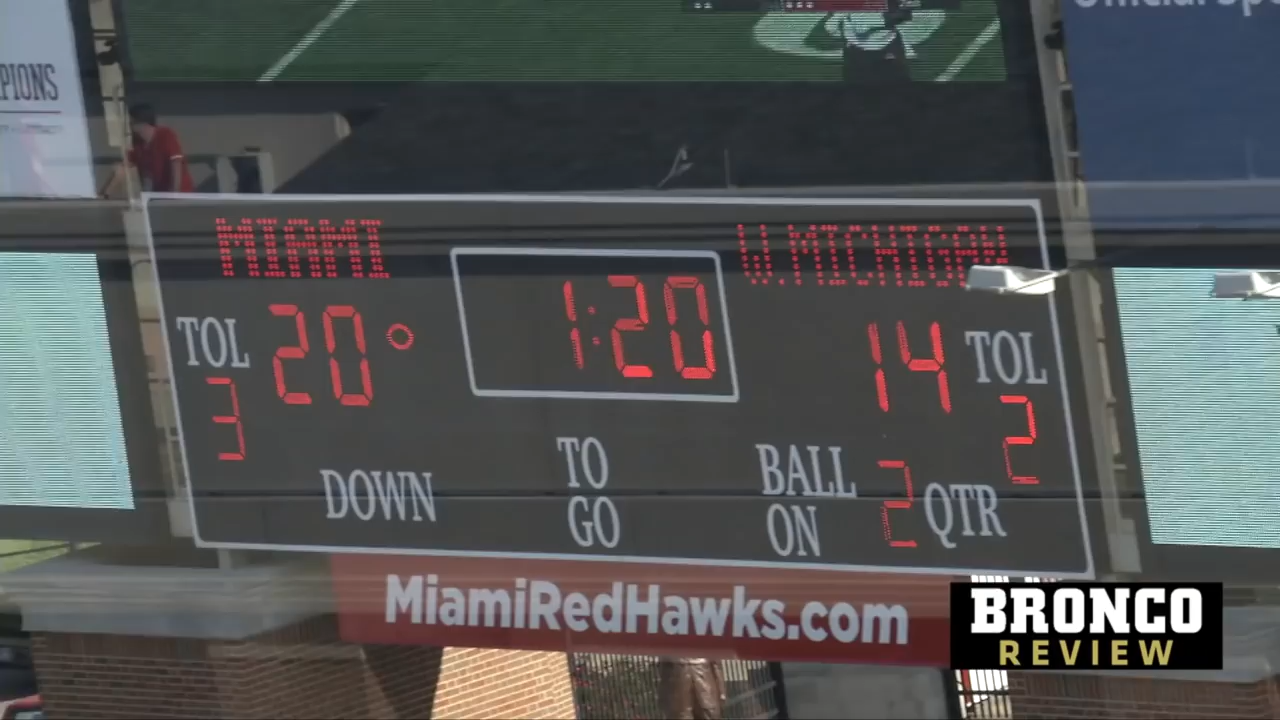 PIONS
MIAMI
W.MICHIGAN
TOL
20
1:20
14
TOL
3
2
DOWN
TO
GO
BALL
ON
2
QTR
MiamiRedHawks.com
BRONCO
REVIEW